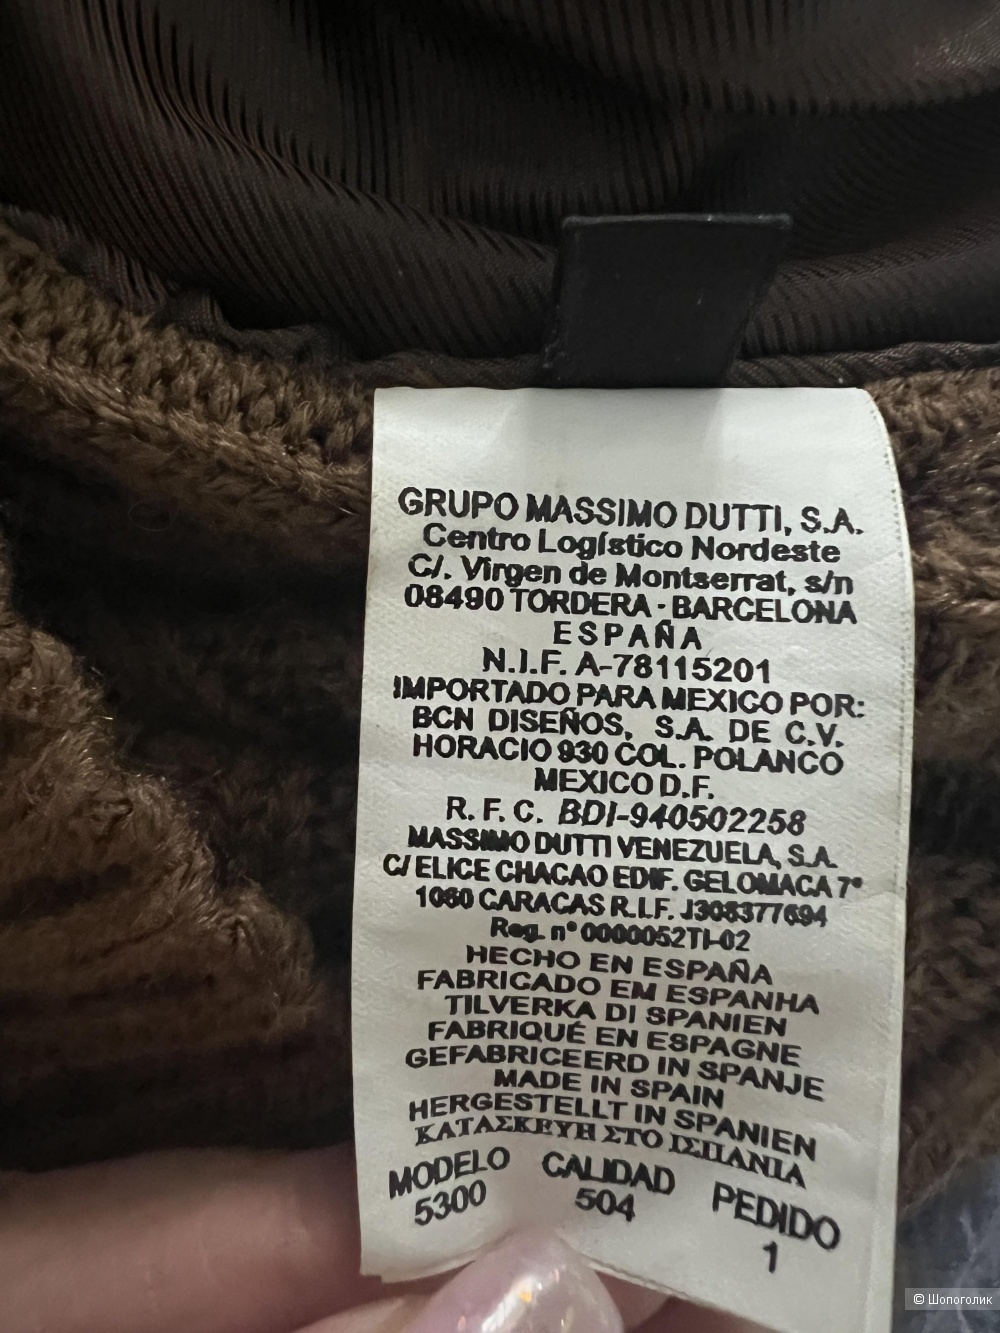 GRUPO MASSIMO DUTTI, S.A.
Centro Logístico Nordeste
C/. Virgen de Montserrat, s/n
08490 TORDERA - BARCELONA
ESPAÑA
N.I.F. A-78115201
IMPORTADO PARA MEXICO POR:
BCN DISEÑOS, S.A. DE C.V.
HORACIO 930 COL. POLANCO
MEXICO D.F.
R.F.C. BDI-940502258
MASSIMO DUTTI VENEZUELA, S.A.
C/ ELICE CHACAO EDIF. GELOMACA 7º
1060 CARACAS R.I.F. J308377694
Reg. nº 0000052TI-02
HECHO EN ESPAÑA
FABRICADO EM ESPANHA
TILVERKA DI SPANIEN
FABRIQUÉ EN ESPAGNE
GEFABRICEERD IN SPANJE
MADE IN SPAIN
HERGESTELLT IN SPANIEN
ΚΑΤΑΣΚΕΥΗ ΣΤΟ ΙΣΠΑΝΙΑ
MODELO CALIDAD PEDIDO
5300 504 1
© Шопоголик